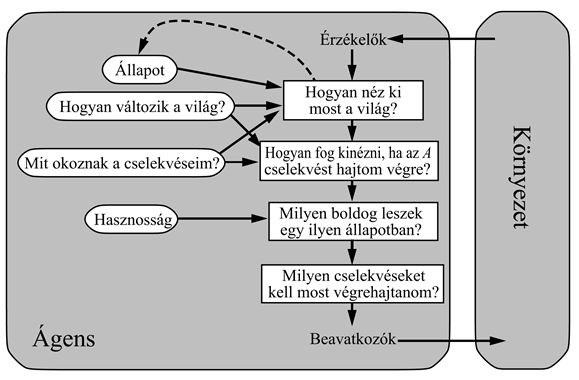 Érzékelők
Állapot
Hogyan néz ki
most a világ?
Hogyan változik a világ?
Hogyan fog kinézni, ha az A
cselekvést hajtom végre?
Mit okoznak a cselekvéseim?
Milyen boldog leszek
egy ilyen állapotban?
Hasznosság
Milyen cselekvéseket
kell most végrehajtanom?
Beavatkozók
Ágens
Környezet